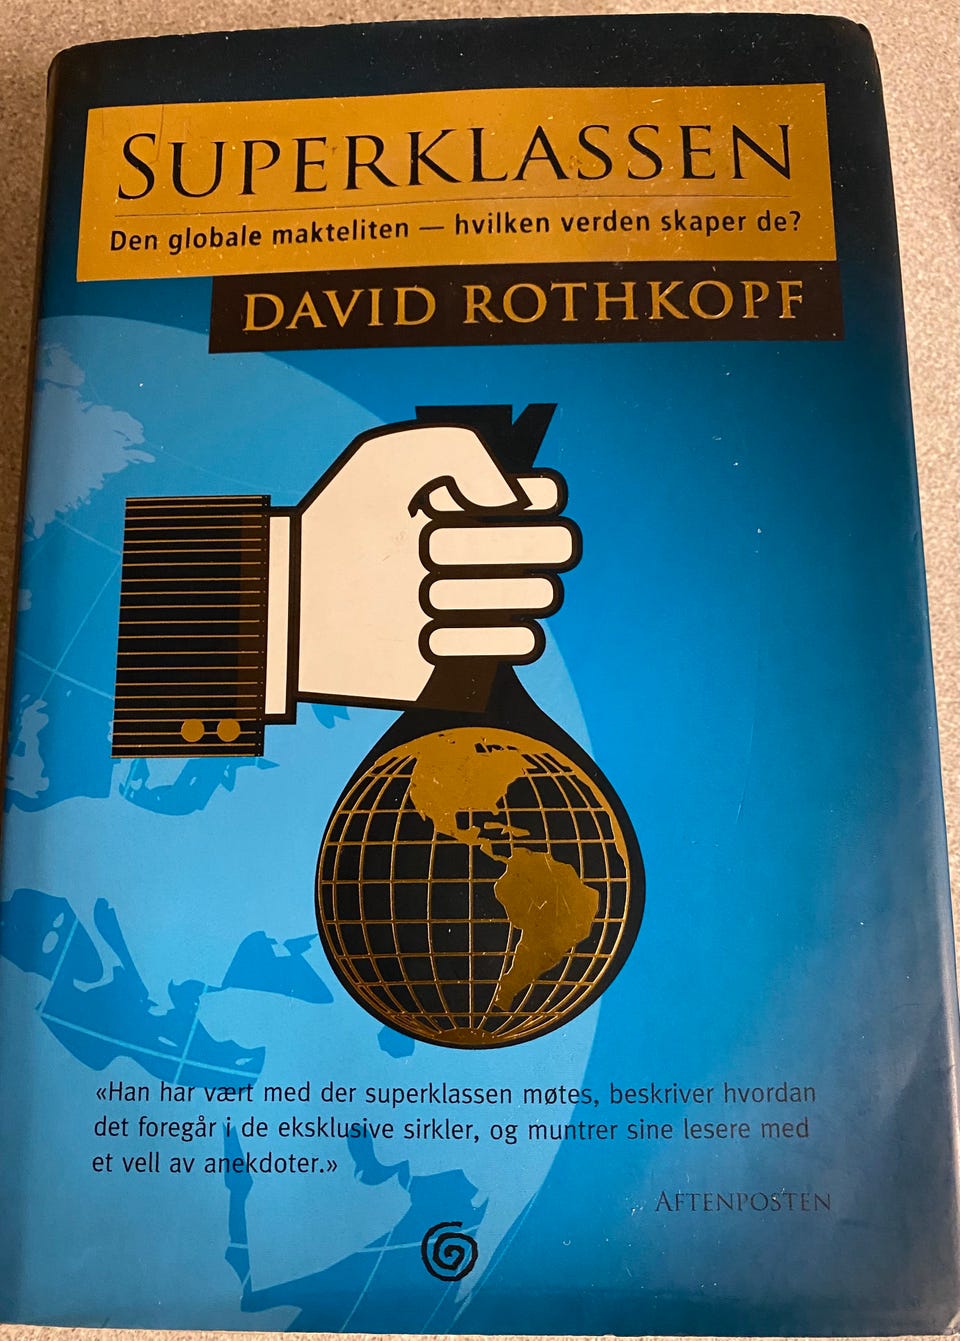 SUPERKLASSEN
Den globale makteliten — hvilken verden skaper de?
DAVID ROTHKOPF
«Han har vært med der superklassen møtes, beskriver hvordan
det foregår i de eksklusive sirkler, og muntrer sine lesere med
et vell av anekdoter.»
AFTENPOSTEN